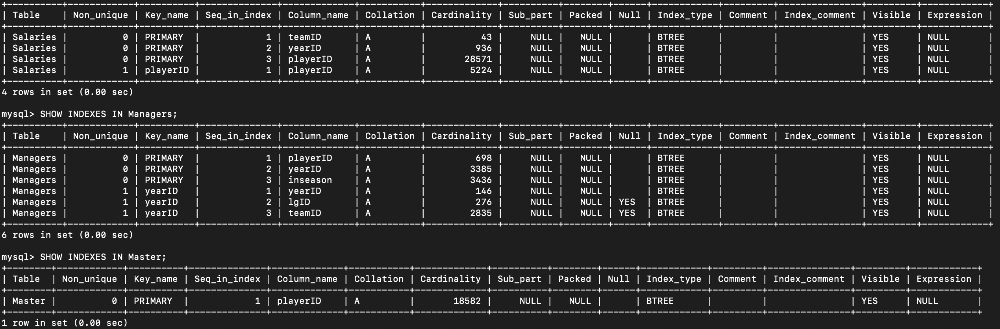 +----------+------------+-----------+--------------+-------------+-----------+-------------+----------+--------+------+------------+---------+---------------+---------+------------+
| Table    | Non_unique | Key_name  | Seq_in_index | Column_name | Collation | Cardinality | Sub_part | Packed | Null | Index_type | Comment | Index_comment | Visible | Expression |
+----------+------------+-----------+--------------+-------------+-----------+-------------+----------+--------+------+------------+---------+---------------+---------+------------+
| Salaries |          0 | PRIMARY   |            1 | teamID      | A         |          43 |     NULL |   NULL |      | BTREE      |         |               | YES     | NULL       |
| Salaries |          0 | PRIMARY   |            2 | yearID      | A         |         936 |     NULL |   NULL |      | BTREE      |         |               | YES     | NULL       |
| Salaries |          0 | PRIMARY   |            3 | playerID    | A         |       28571 |     NULL |   NULL |      | BTREE      |         |               | YES     | NULL       |
| Salaries |          1 | playerID  |            1 | playerID    | A         |        5224 |     NULL |   NULL |      | BTREE      |         |               | YES     | NULL       |
+----------+------------+-----------+--------------+-------------+-----------+-------------+----------+--------+------+------------+---------+---------------+---------+------------+
4 rows in set (0.00 sec)
mysql> SHOW INDEXES IN Managers;
+----------+------------+-----------+--------------+-------------+-----------+-------------+----------+--------+------+------------+---------+---------------+---------+------------+
| Table    | Non_unique | Key_name  | Seq_in_index | Column_name | Collation | Cardinality | Sub_part | Packed | Null | Index_type | Comment | Index_comment | Visible | Expression |
+----------+------------+-----------+--------------+-------------+-----------+-------------+----------+--------+------+------------+---------+---------------+---------+------------+
| Managers |          0 | PRIMARY   |            1 | playerID    | A         |         698 |     NULL |   NULL |      | BTREE      |         |               | YES     | NULL       |
| Managers |          0 | PRIMARY   |            2 | yearID      | A         |        3385 |     NULL |   NULL |      | BTREE      |         |               | YES     | NULL       |
| Managers |          0 | PRIMARY   |            3 | inseason    | A         |        3436 |     NULL |   NULL |      | BTREE      |         |               | YES     | NULL       |
| Managers |          1 | yearID    |            1 | yearID      | A         |         146 |     NULL |   NULL |      | BTREE      |         |               | YES     | NULL       |
| Managers |          1 | yearID    |            2 | lgID        | A         |         276 |     NULL |   NULL | YES  | BTREE      |         |               | YES     | NULL       |
| Managers |          1 | yearID    |            3 | teamID      | A         |        2835 |     NULL |   NULL | YES  | BTREE      |         |               | YES     | NULL       |
+----------+------------+-----------+--------------+-------------+-----------+-------------+----------+--------+------+------------+---------+---------------+---------+------------+
6 rows in set (0.00 sec)
mysql> SHOW INDEXES IN Master;
+--------+------------+----------+--------------+-------------+-----------+-------------+----------+--------+------+------------+---------+---------------+---------+------------+
| Table  | Non_unique | Key_name | Seq_in_index | Column_name | Collation | Cardinality | Sub_part | Packed | Null | Index_type | Comment | Index_comment | Visible | Expression |
+--------+------------+----------+--------------+-------------+-----------+-------------+----------+--------+------+------------+---------+---------------+---------+------------+
| Master |          0 | PRIMARY  |            1 | playerID    | A         |       18582 |     NULL |   NULL |      | BTREE      |         |               | YES     | NULL       |
+--------+------------+----------+--------------+-------------+-----------+-------------+----------+--------+------+------------+---------+---------------+---------+------------+
1 row in set (0.00 sec)